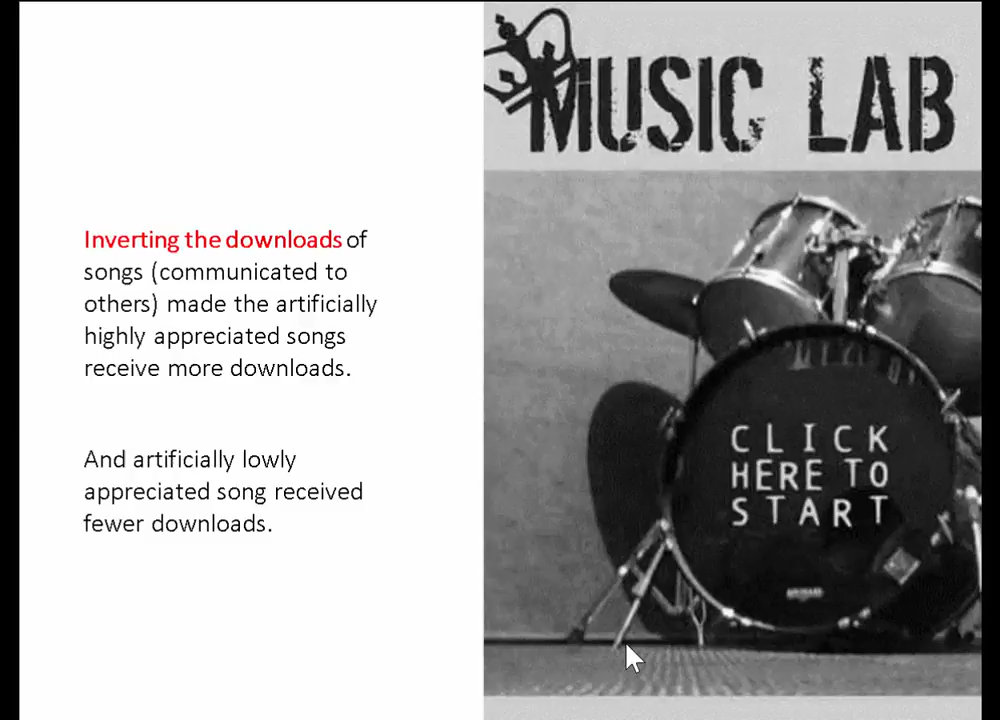 MUSIC LAB
Inverting the downloads of
songs (communicated to
others) made the artificially
highly appreciated songs
receive more downloads.
And artificially lowly
appreciated song received
fewer downloads.
CLICK
HERE TO
START